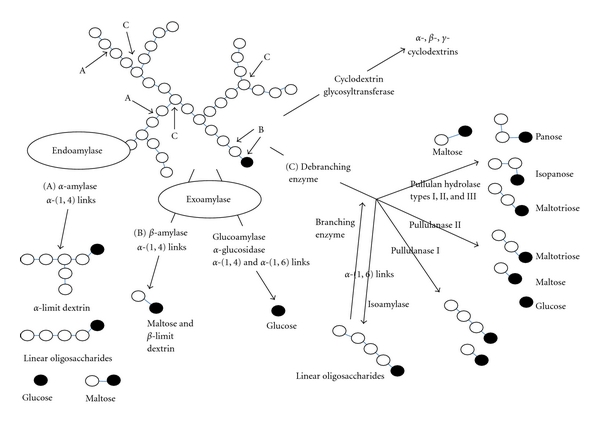 C
A
C
A
C
B
α-, β-, γ-
cyclodextrins
Cyclodextrin
glycosyltransferase
Endoamylase
(A) α-amylase
α-(1, 4) links
α-limit dextrin
Linear oligosaccharides
Glucose
Maltose
Exoamylase
(B) β-amylase
α-(1, 4) links
Maltose and
β-limit
dextrin
Glucoamylase
α-glucosidase
α-(1, 4) and α-(1, 6) links
Glucose
(C) Debranching
enzyme
Branching
enzyme
α-(1, 6) links
Isoamylase
Linear oligosaccharides
Maltose
Pullulan hydrolase
types I, II, and III
Pullulanase II
Pullulanase I
Panose
Isopanose
Maltotriose
Maltotriose
Maltose
Glucose